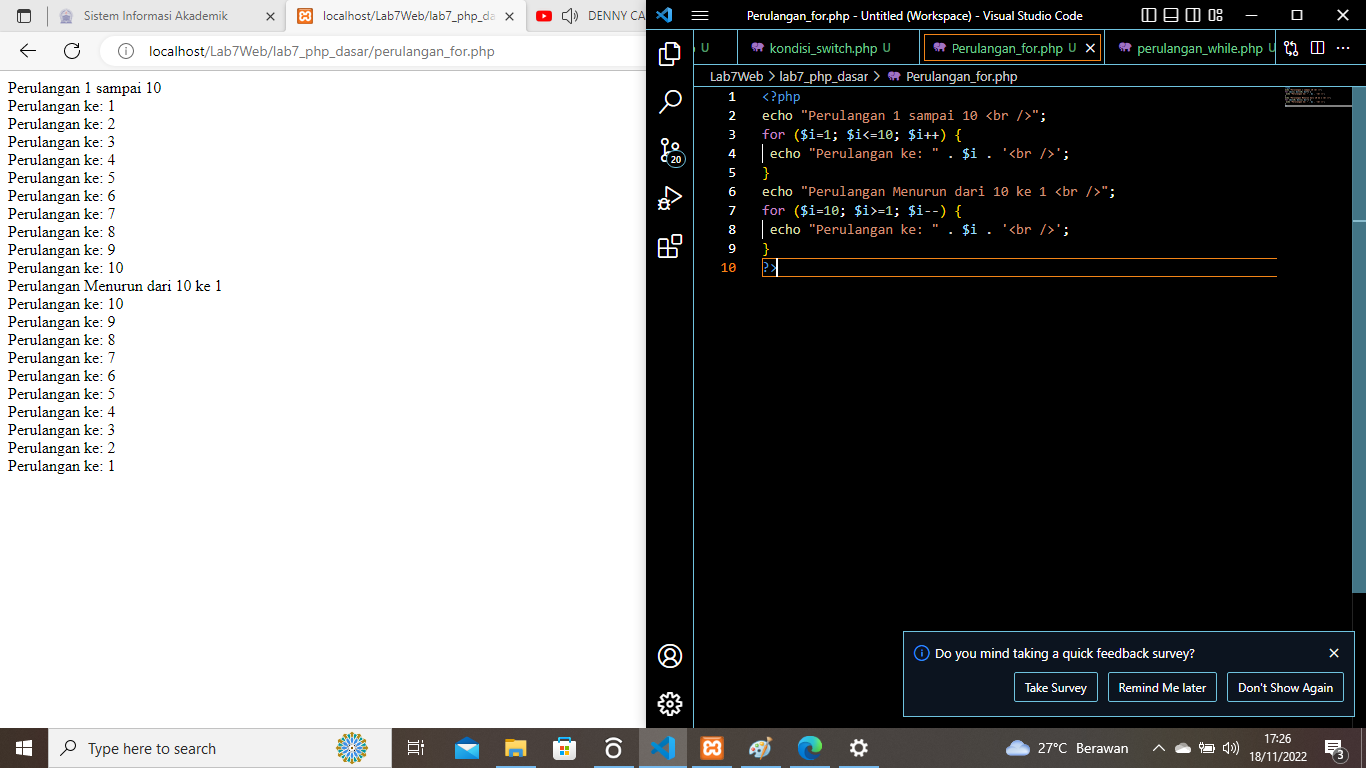 Sistem Informasi Akademik
localhost/Lab7Web/lab7_php_da
DENNY CA
localhost/Lab7Web/lab7_php_dasar/perulangan_for.php
Perulangan 1 sampai 10
Perulangan ke: 1
Perulangan ke: 2
Perulangan ke: 3
Perulangan ke: 4
Perulangan ke: 5
Perulangan ke: 6
Perulangan ke: 7
Perulangan ke: 8
Perulangan ke: 9
Perulangan ke: 10
Perulangan Menurun dari 10 ke 1
Perulangan ke: 10
Perulangan ke: 9
Perulangan ke: 8
Perulangan ke: 7
Perulangan ke: 6
Perulangan ke: 5
Perulangan ke: 4
Perulangan ke: 3
Perulangan ke: 2
Perulangan ke: 1
Perulangan_for.php - Untitled (Workspace) - Visual Studio Code
U
kondisi_switch.php U
Perulangan_for.php U
perulangan_while.php U
Lab7Web > lab7_php_dasar > Perulangan_for.php
20
1 <?php
2 echo "Perulangan 1 sampai 10 <br />";
3 for ($i=1; $i<=10; $i++) {
4 echo "Perulangan ke: " . $i . '<br />';
5 }
6 echo "Perulangan Menurun dari 10 ke 1 <br />";
7 for ($i=10; $i>=1; $i--) {
8 echo "Perulangan ke: " . $i . '<br />';
9 }
10 ?>
Do you mind taking a quick feedback survey?
Take Survey
Remind Me later
Don't Show Again
Type here to search
27°C Berawan
17:26
18/11/2022
3